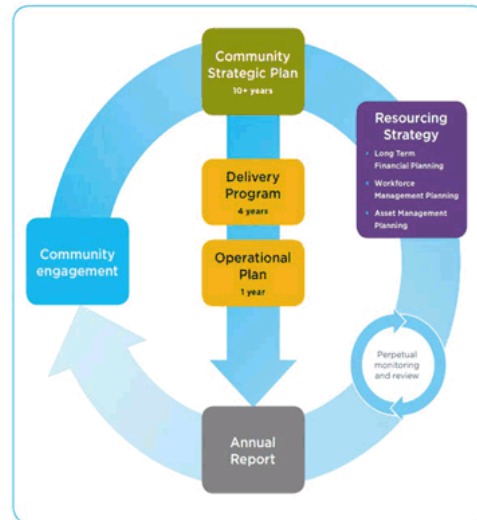 Community
Strategic Plan
10+ years
Resourcing
Strategy
Long Term
Financial Planning
Workforce
Management Planning
Asset Management
Planning
Delivery
Program
4 years
Community
engagement
Operational
Plan
1 year
Perpetual
monitoring
and review
Annual
Report